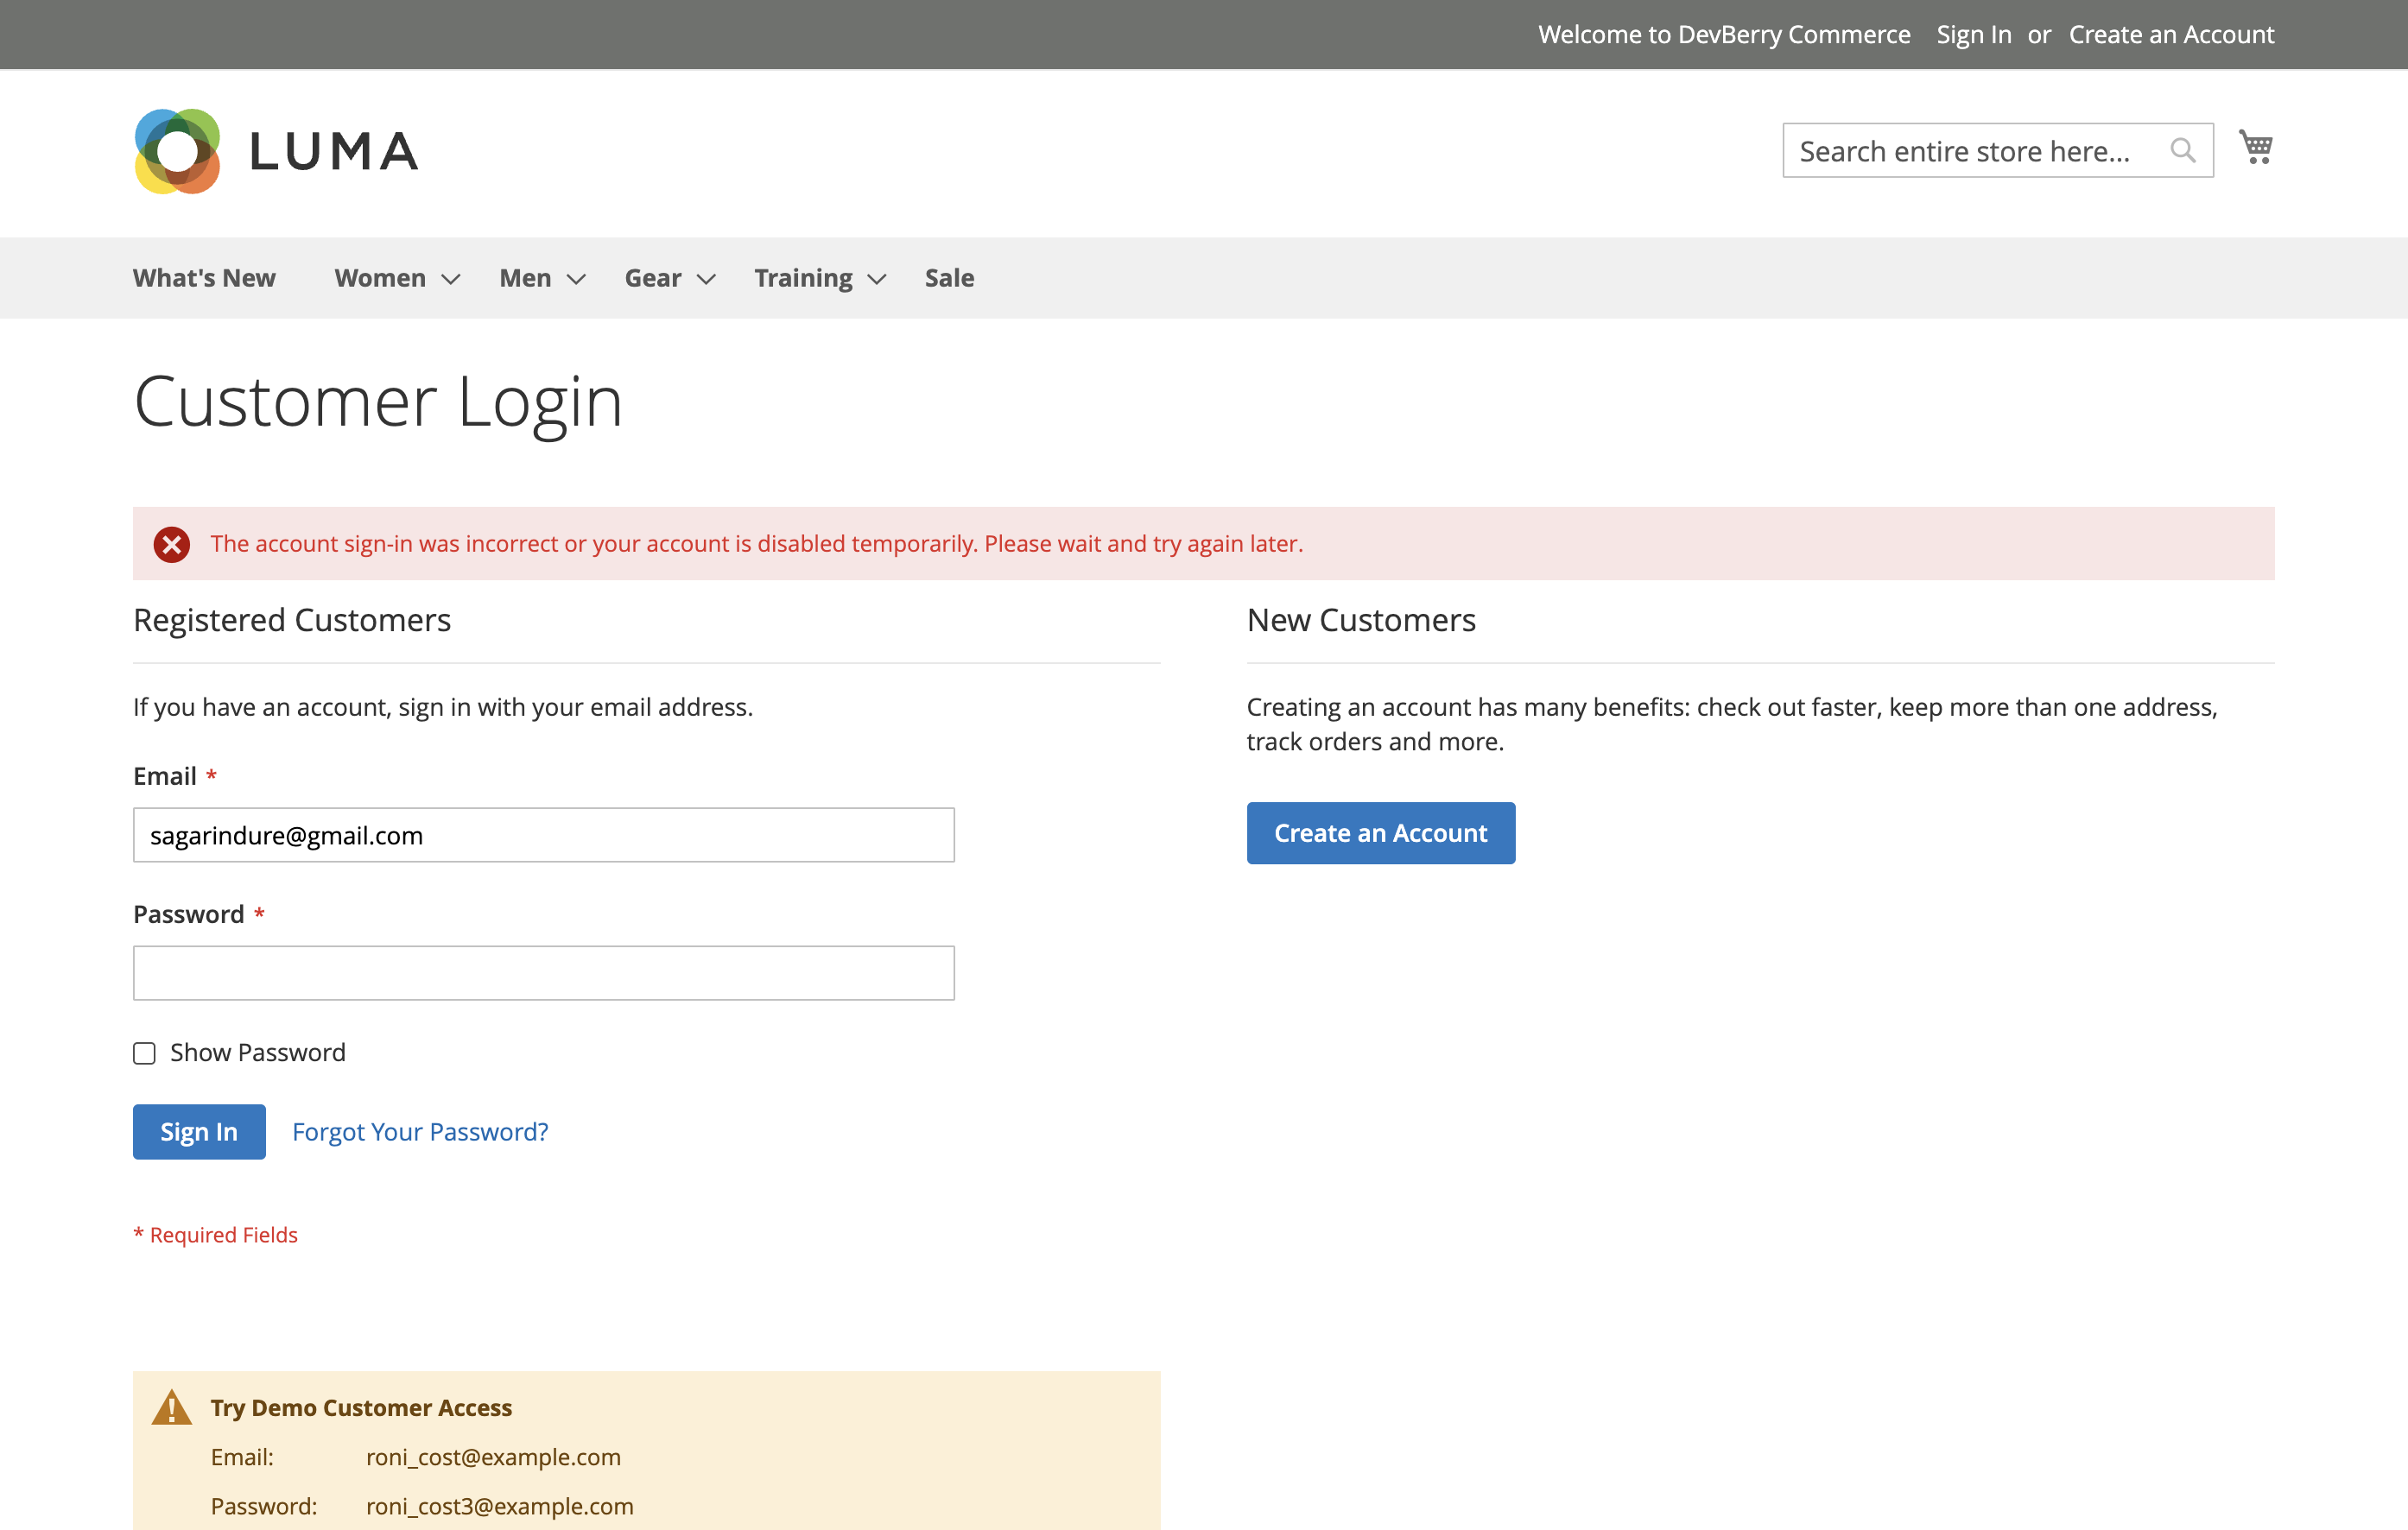 Welcome to DevBerry Commerce Sign In or Create an Account
LUMA
Search entire store here...
What's New Women Men Gear Training Sale
Customer Login
The account sign-in was incorrect or your account is disabled temporarily. Please wait and try again later.
Registered Customers
If you have an account, sign in with your email address.
Email *
sagarindure@gmail.com
Password *
Show Password
Sign In Forgot Your Password?
* Required Fields
New Customers
Creating an account has many benefits: check out faster, keep more than one address,
track orders and more.
Create an Account
Try Demo Customer Access
Email: roni_cost@example.com
Password: roni_cost3@example.com